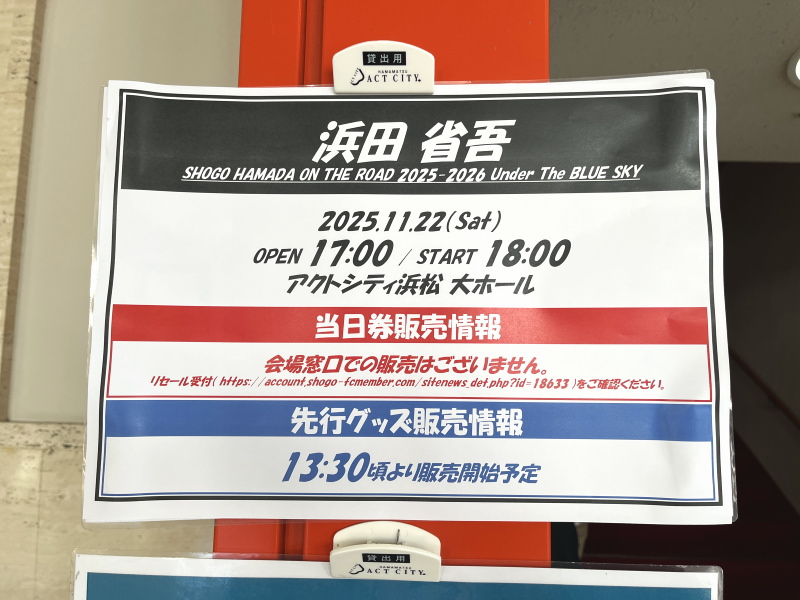 貸出用
HAMAMATSU
ACT CITY
浜田 省吾
SHOGO HAMADA ON THE ROAD 2025-2026 Under The BLUE SKY
2025.11.22(Sat)
OPEN 17:00 / START 18:00
アクトシティ浜松 大ホール
当日券販売情報
会場窓口での販売はございません。
リセール受付( https://account.shogo-fcmember.com/sitenews_det.php?id=18633 )をご確認ください。
先行グッズ販売情報
13:30頃より販売開始予定
貸出用
HAMAMATSU
ACT CITY